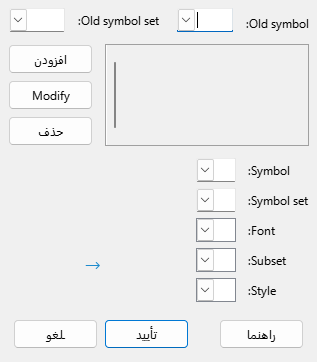 :Old symbol
:Old symbol set
افزودن
Modify
حذف
:Symbol
:Symbol set
:Font
:Subset
:Style
راهنما
تأیید
لغو